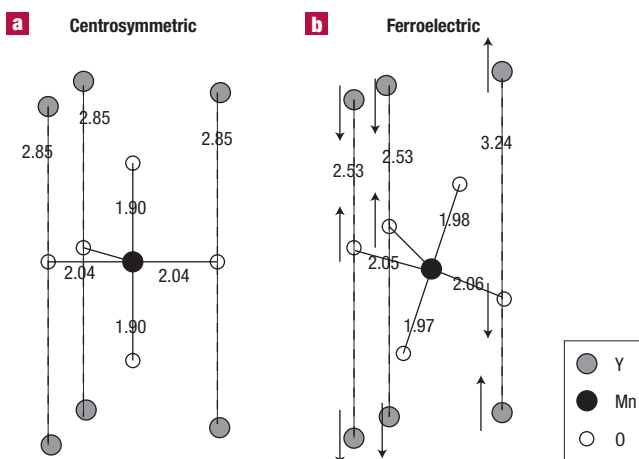 a Centrosymmetric
2.85
2.85
2.85
1.90
2.04
2.04
1.90
b Ferroelectric
3.24
2.53
2.53
1.98
2.05
2.06
1.97
Y
Mn
O